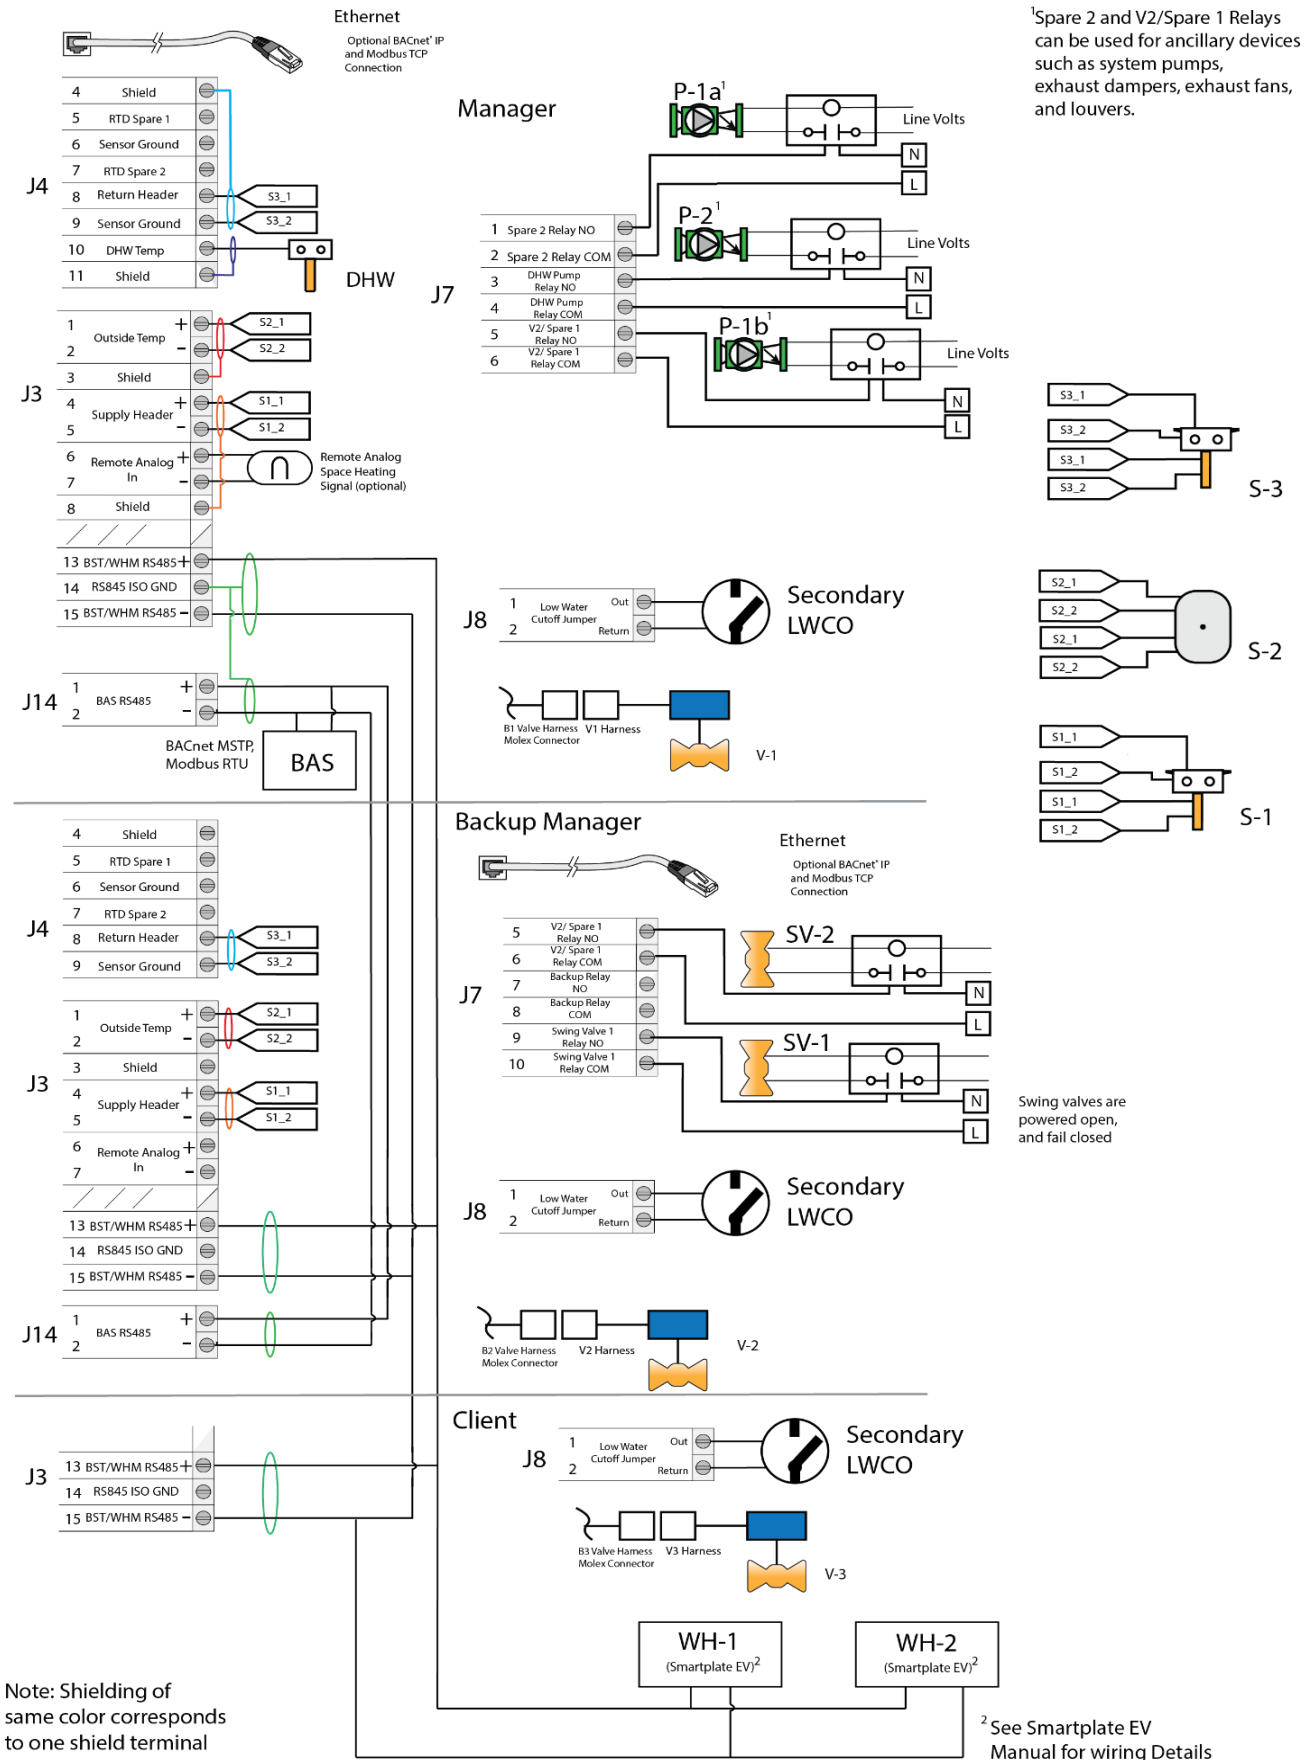 Ethernet
Optional BACnet® IP
and Modbus TCP
Connection
¹Spare 2 and V2/Spare 1 Relays
can be used for ancillary devices
such as system pumps,
exhaust dampers, exhaust fans,
and louvers.
Manager
J4
4 Shield
5 RTD Spare 1
6 Sensor Ground
7 RTD Spare 2
8 Return Header
9 Sensor Ground
10 DHW Temp
11 Shield
S3_1
S3_2
DHW
J3
1 +
Outside Temp
2 -
3 Shield
4 +
Supply Header
5 -
6 +
Remote Analog
In
7 -
8 Shield
S2_1
S2_2
S1_1
S1_2
Remote Analog
Space Heating
Signal (optional)
13 BST/WHM RS485 +
14 RS845 ISO GND
15 BST/WHM RS485 -
J14
1 +
BAS RS485
2 -
BACnet MSTP,
Modbus RTU
BAS
J7
1 Spare 2 Relay NO
2 Spare 2 Relay COM
3 DHW Pump
Relay NO
4 DHW Pump
Relay COM
5 V2/ Spare 1
Relay NO
6 V2/ Spare 1
Relay COM
P-1a¹
Line Volts
N
L
P-2¹
Line Volts
N
L
P-1b¹
Line Volts
N
L
J8
1 Out
Low Water
Cutoff Jumper
2 Return
Secondary
LWCO
B1 Valve Harness
Molex Connector
V1 Harness
V-1
S3_1
S3_2
S3_1
S3_2
S-3
S2_1
S2_2
S2_1
S2_2
S-2
S1_1
S1_2
S1_1
S1_2
S-1
Backup Manager
Ethernet
Optional BACnet® IP
and Modbus TCP
Connection
J4
4 Shield
5 RTD Spare 1
6 Sensor Ground
7 RTD Spare 2
8 Return Header
9 Sensor Ground
S3_1
S3_2
J3
1 +
Outside Temp
2 -
3 Shield
4 +
Supply Header
5 -
6 +
Remote Analog
In
7 -
S2_1
S2_2
S1_1
S1_2
13 BST/WHM RS485 +
14 RS845 ISO GND
15 BST/WHM RS485 -
J14
1 +
BAS RS485
2 -
J7
5 V2/ Spare 1
Relay NO
6 V2/ Spare 1
Relay COM
7 Backup Relay
NO
8 Backup Relay
COM
9 Swing Valve 1
Relay NO
10 Swing Valve 1
Relay COM
SV-2
N
L
SV-1
N
L
Swing valves are
powered open,
and fail closed
J8
1 Out
Low Water
Cutoff Jumper
2 Return
Secondary
LWCO
B2 Valve Harness
Molex Connector
V2 Harness
V-2
Client
J3
13 BST/WHM RS485 +
14 RS845 ISO GND
15 BST/WHM RS485 -
J8
1 Out
Low Water
Cutoff Jumper
2 Return
Secondary
LWCO
B3 Valve Harness
Molex Connector
V3 Harness
V-3
WH-1
(Smartplate EV)²
WH-2
(Smartplate EV)²
Note: Shielding of
same color corresponds
to one shield terminal
² See Smartplate EV
Manual for wiring Details